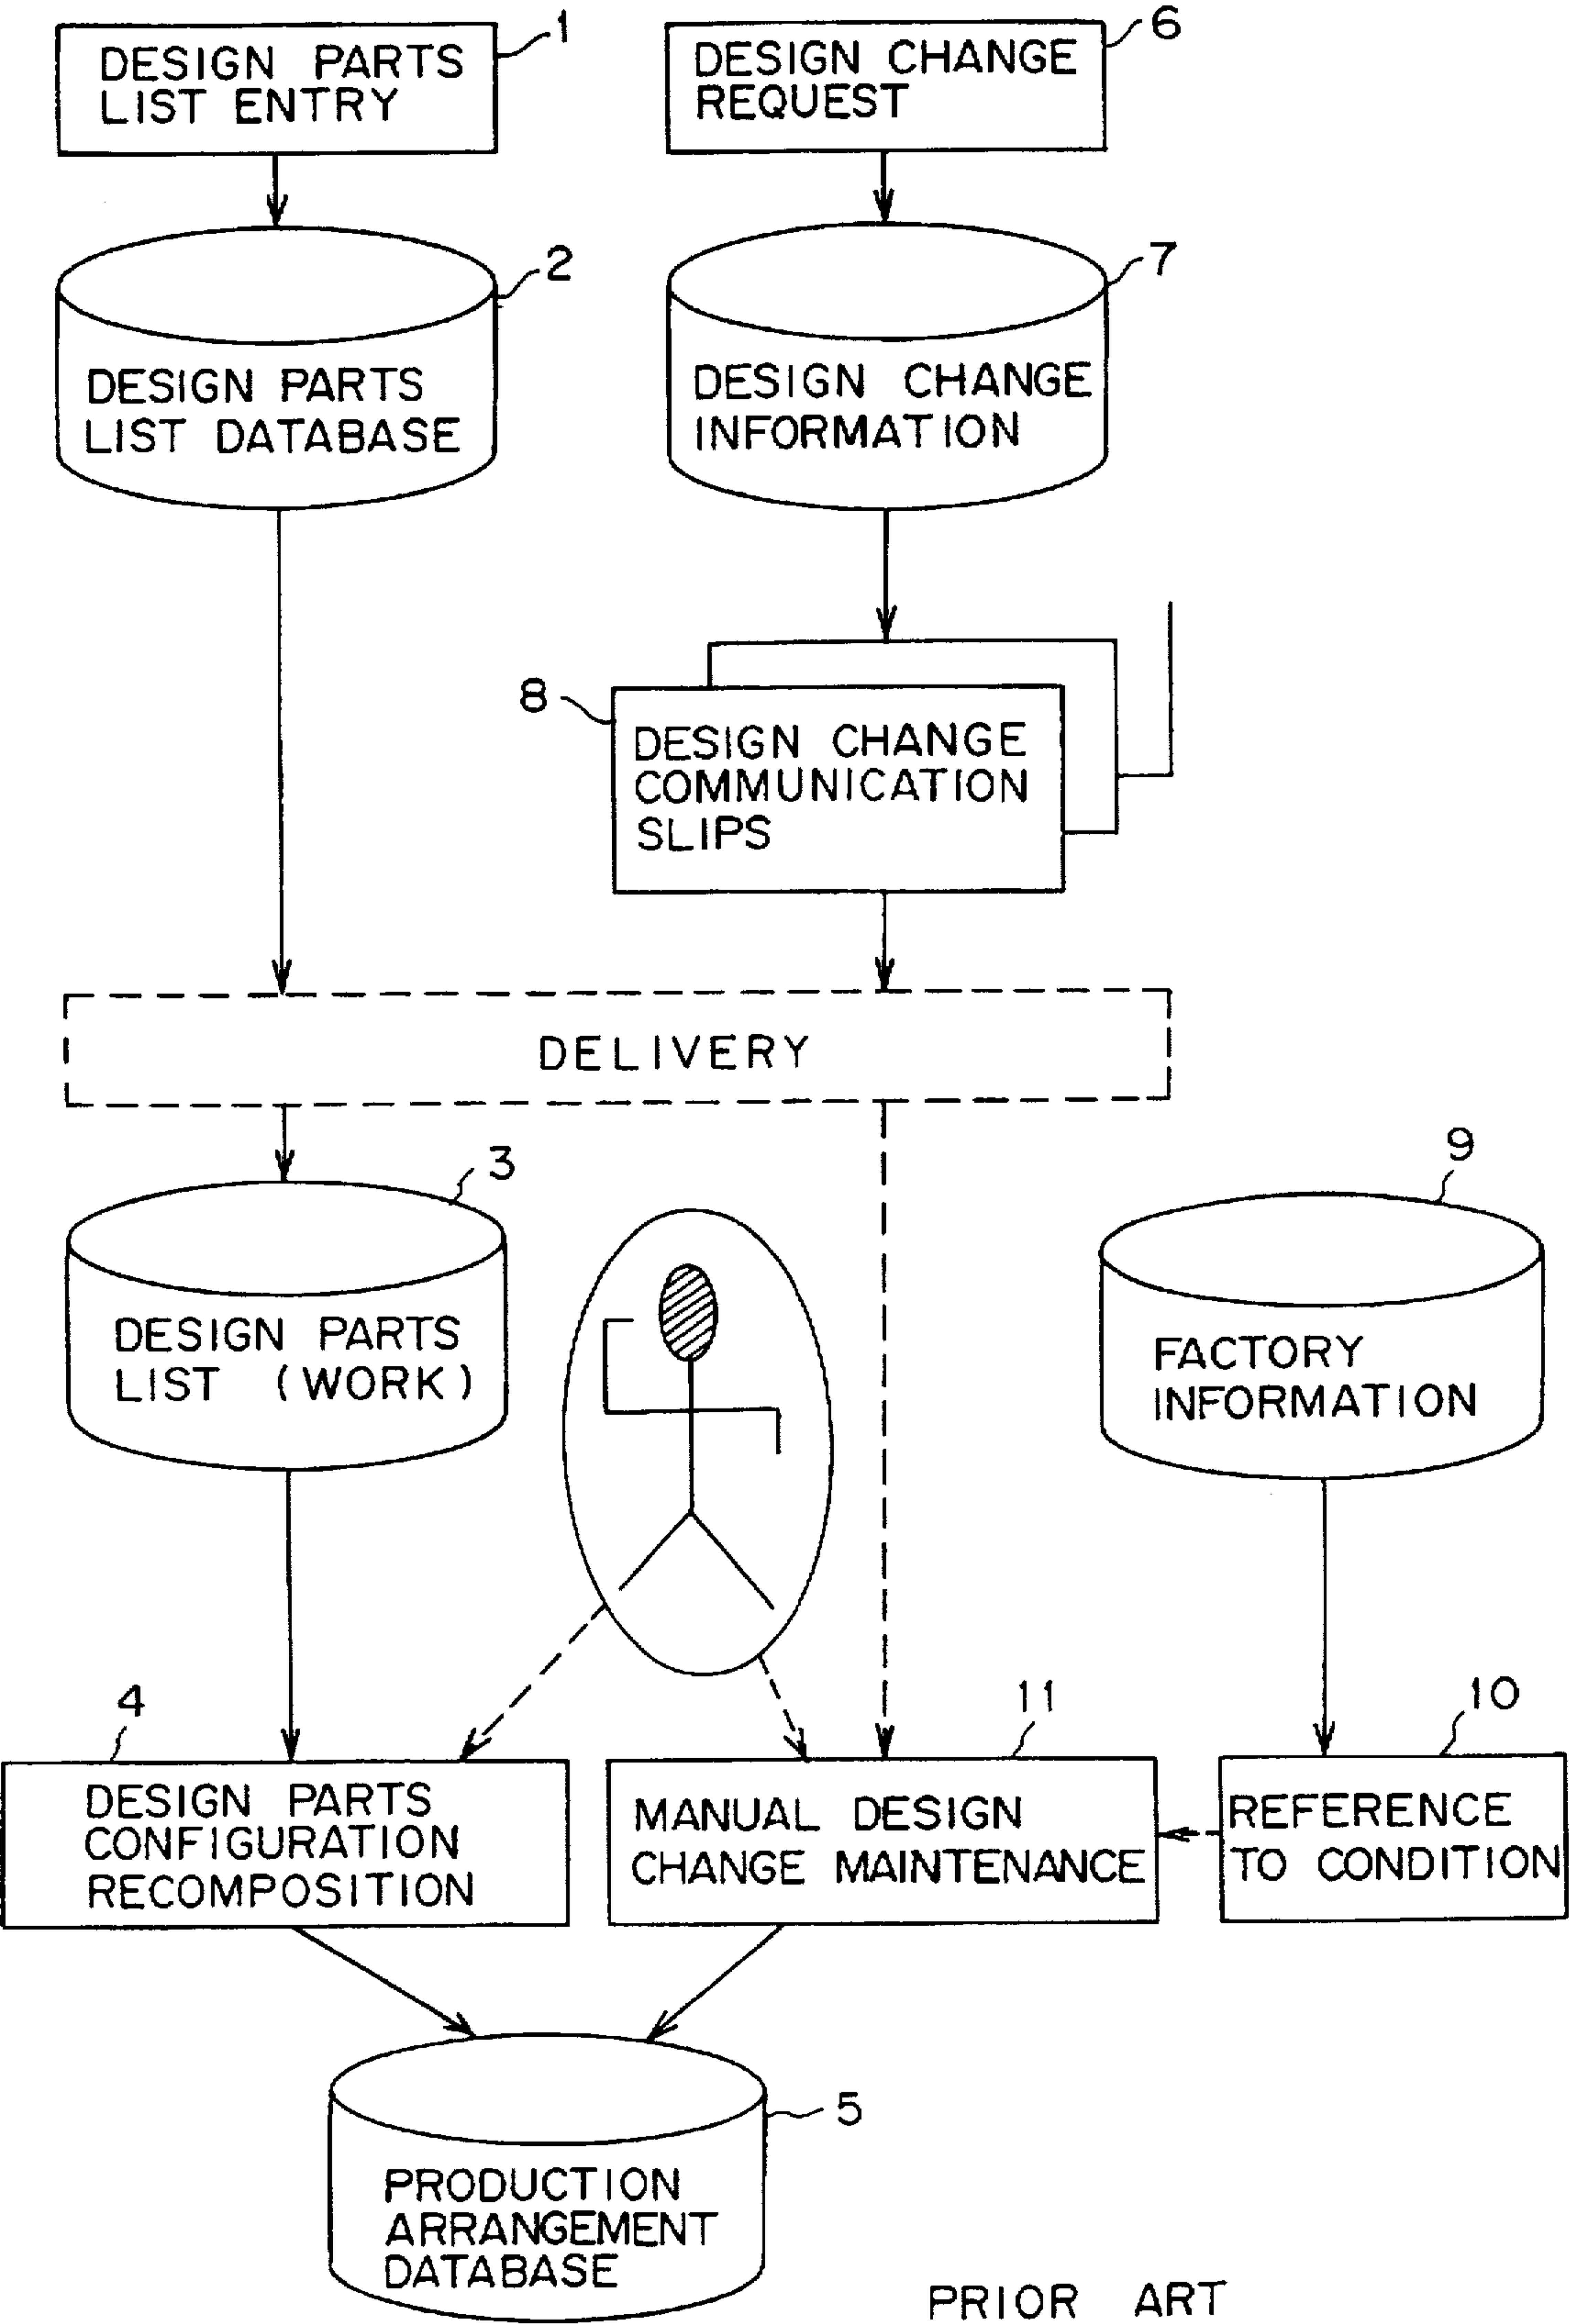 1
DESIGN PARTS
LIST ENTRY
6
DESIGN CHANGE
REQUEST
2
DESIGN PARTS
LIST DATABASE
7
DESIGN CHANGE
INFORMATION
8
DESIGN CHANGE
COMMUNICATION
SLIPS
DELIVERY
3
DESIGN PARTS
LIST (WORK)
9
FACTORY
INFORMATION
4
DESIGN PARTS
CONFIGURATION
RECOMPOSITION
11
MANUAL DESIGN
CHANGE MAINTENANCE
10
REFERENCE
TO CONDITION
5
PRODUCTION
ARRANGEMENT
DATABASE
PRIOR ART